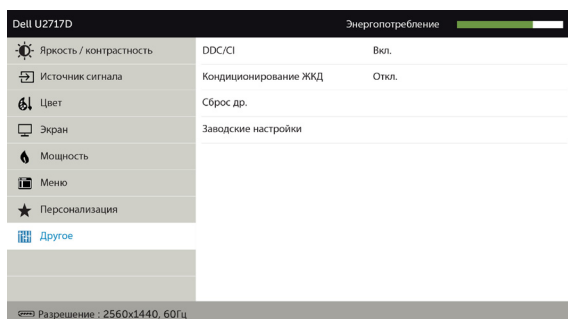 Dell U2717D Энергопотребление
Яркость / контрастность DDC/CI Вкл.
Источник сигнала Кондиционирование ЖКД Откл.
Цвет Сброс др.
Экран Заводские настройки
Мощность
Меню
Персонализация
Другое
Разрешение : 2560x1440, 60Гц